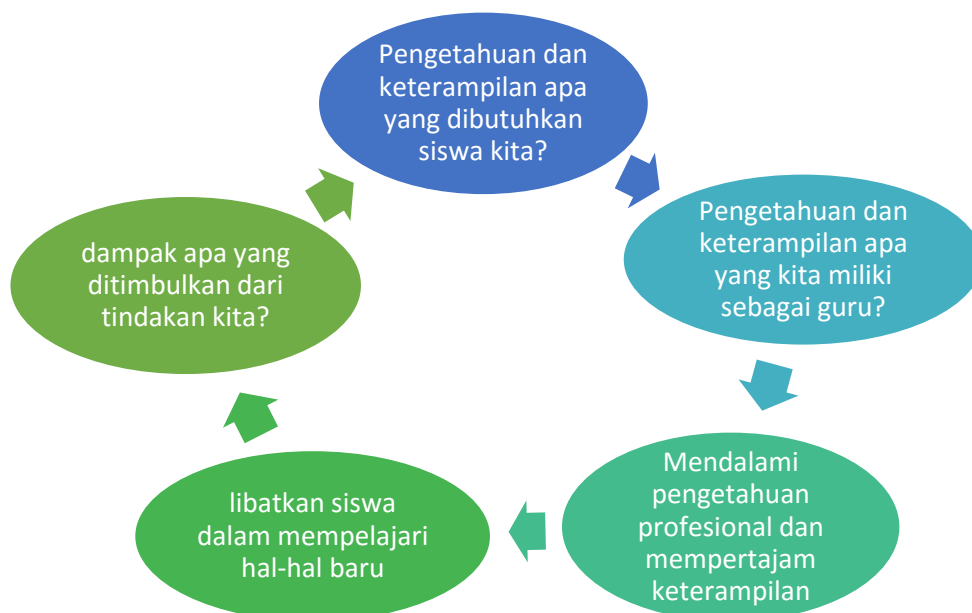 Pengetahuan dan
keterampilan apa
yang dibutuhkan
siswa kita?
Pengetahuan dan
keterampilan apa
yang kita miliki
sebagai guru?
Mendalami
pengetahuan
profesional dan
mempertajam
keterampilan
libatkan siswa
dalam mempelajari
hal-hal baru
dampak apa yang
ditimbulkan dari
tindakan kita?